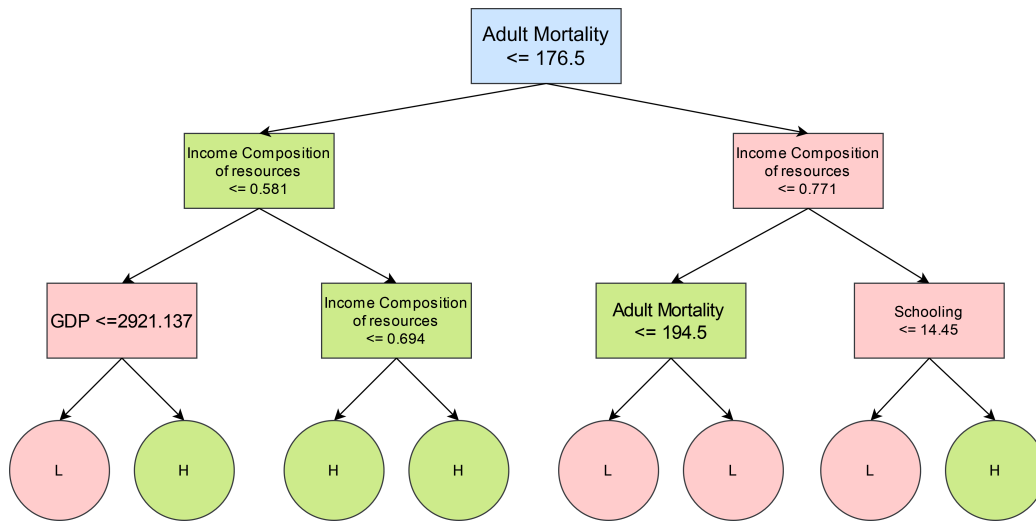 Adult Mortality
<= 176.5
Income Composition
of resources
<= 0.581
Income Composition
of resources
<= 0.771
GDP <=2921.137
Income Composition
of resources
<= 0.694
Adult Mortality
<= 194.5
Schooling
<= 14.45
L
H
H
H
L
L
L
H